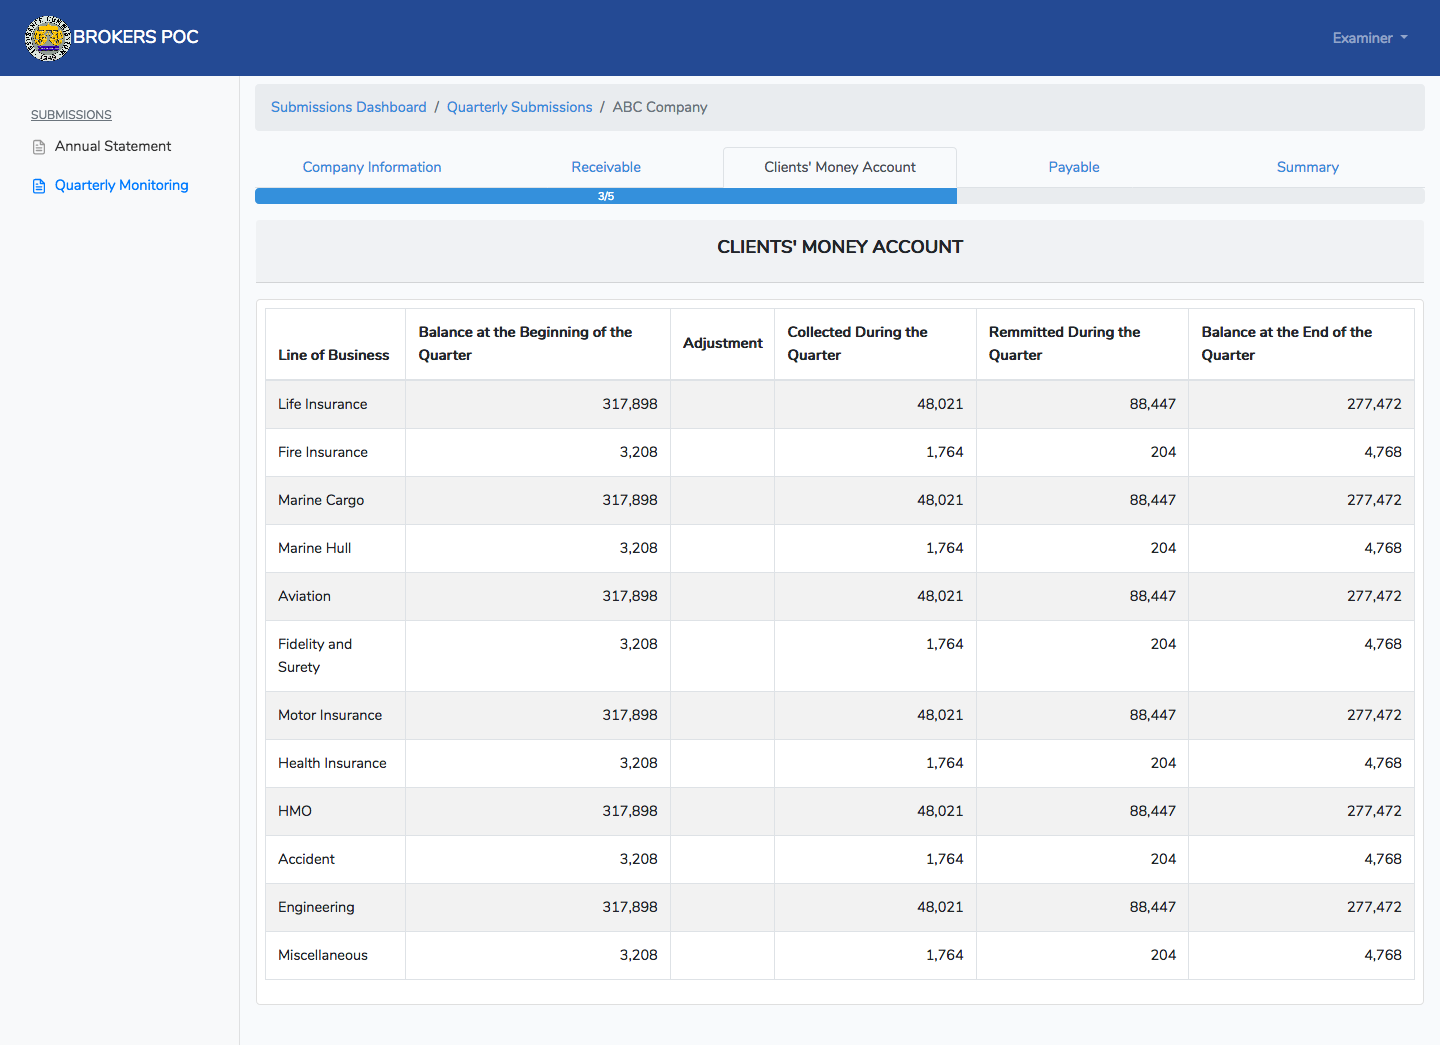 BROKERS POC
Examiner
SUBMISSIONS
Annual Statement
Quarterly Monitoring
Submissions Dashboard / Quarterly Submissions / ABC Company
Company Information Receivable Clients' Money Account Payable Summary
3/5
CLIENTS' MONEY ACCOUNT
Line of Business Balance at the Beginning of the Quarter Adjustment Collected During the Quarter Remmitted During the Quarter Balance at the End of the Quarter
Life Insurance 317,898 48,021 88,447 277,472
Fire Insurance 3,208 1,764 204 4,768
Marine Cargo 317,898 48,021 88,447 277,472
Marine Hull 3,208 1,764 204 4,768
Aviation 317,898 48,021 88,447 277,472
Fidelity and Surety 3,208 1,764 204 4,768
Motor Insurance 317,898 48,021 88,447 277,472
Health Insurance 3,208 1,764 204 4,768
HMO 317,898 48,021 88,447 277,472
Accident 3,208 1,764 204 4,768
Engineering 317,898 48,021 88,447 277,472
Miscellaneous 3,208 1,764 204 4,768